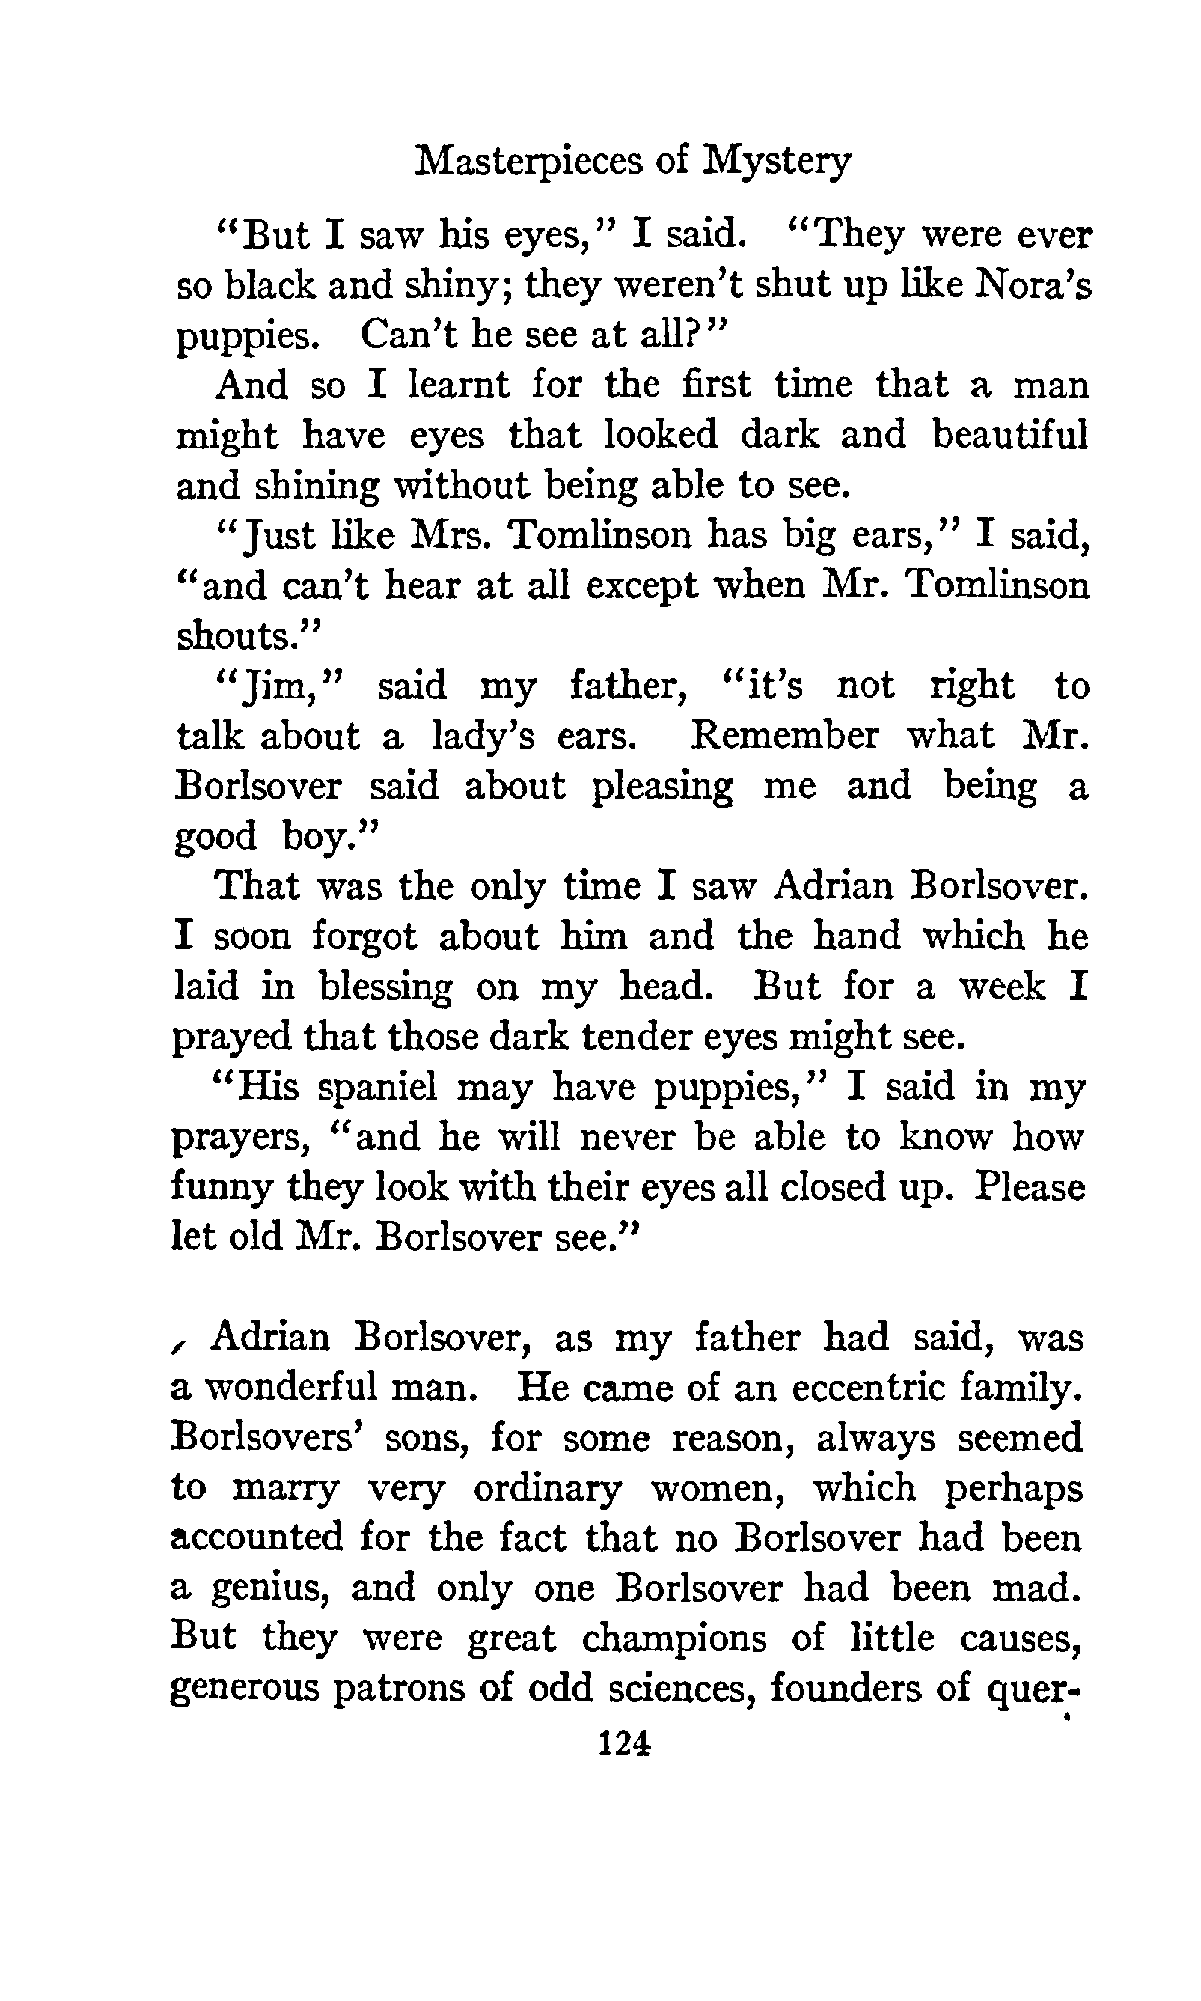 Masterpieces of Mystery
"But I saw his eyes," I said. "They were ever
so black and shiny; they weren't shut up like Nora's
puppies. Can't he see at all?"
And so I learnt for the first time that a man
might have eyes that looked dark and beautiful
and shining without being able to see.
"Just like Mrs. Tomlinson has big ears," I said,
"and can't hear at all except when Mr. Tomlinson
shouts."
"Jim," said my father, "it's not right to
talk about a lady's ears. Remember what Mr.
Borlsover said about pleasing me and being a
good boy."
That was the only time I saw Adrian Borlsover.
I soon forgot about him and the hand which he
laid in blessing on my head. But for a week I
prayed that those dark tender eyes might see.
"His spaniel may have puppies," I said in my
prayers, "and he will never be able to know how
funny they look with their eyes all closed up. Please
let old Mr. Borlsover see."
Adrian Borlsover, as my father had said, was
a wonderful man. He came of an eccentric family.
Borlsovers' sons, for some reason, always seemed
to marry very ordinary women, which perhaps
accounted for the fact that no Borlsover had been
a genius, and only one Borlsover had been mad.
But they were great champions of little causes,
generous patrons of odd sciences, founders of quer-
124